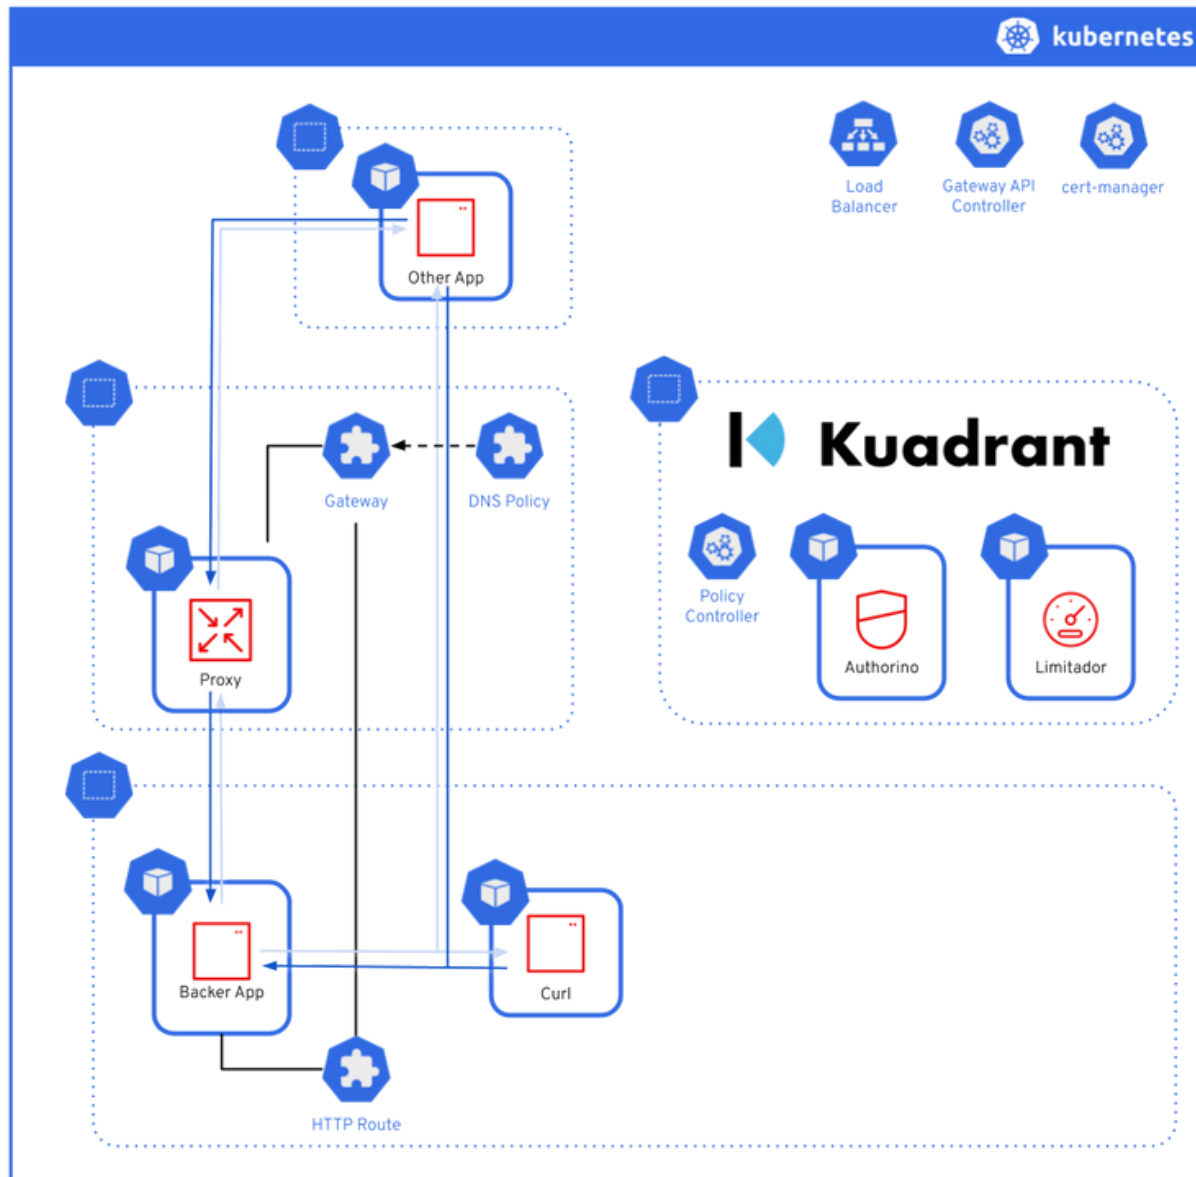 kubernetes
Load
Balancer
Gateway API
Controller
cert-manager
Other App
Gateway
DNS Policy
Kuadrant
Policy
Controller
Authorino
Limitador
Proxy
Backer App
Curl
HTTP Route